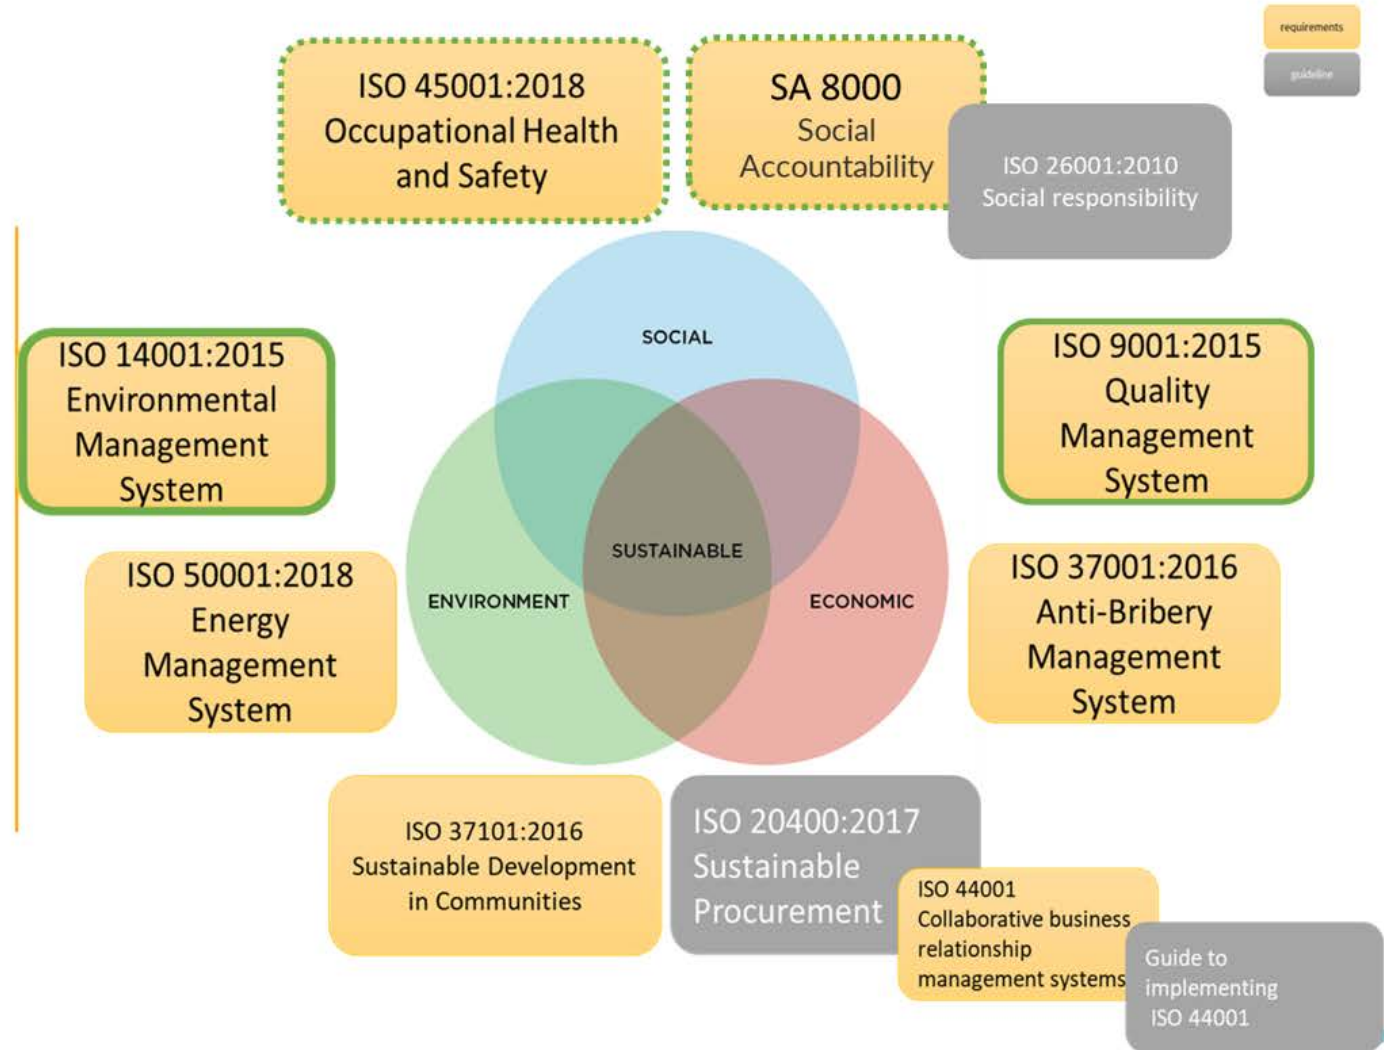 requirements
guideline
ISO 45001:2018
Occupational Health
and Safety
SA 8000
Social
Accountability
ISO 26001:2010
Social responsibility
SOCIAL
ISO 14001:2015
Environmental
Management
System
ISO 9001:2015
Quality
Management
System
SUSTAINABLE
ENVIRONMENT
ECONOMIC
ISO 50001:2018
Energy
Management
System
ISO 37001:2016
Anti-Bribery
Management
System
ISO 37101:2016
Sustainable Development
in Communities
ISO 20400:2017
Sustainable
Procurement
ISO 44001
Collaborative business
relationship
management systems
Guide to
implementing
ISO 44001